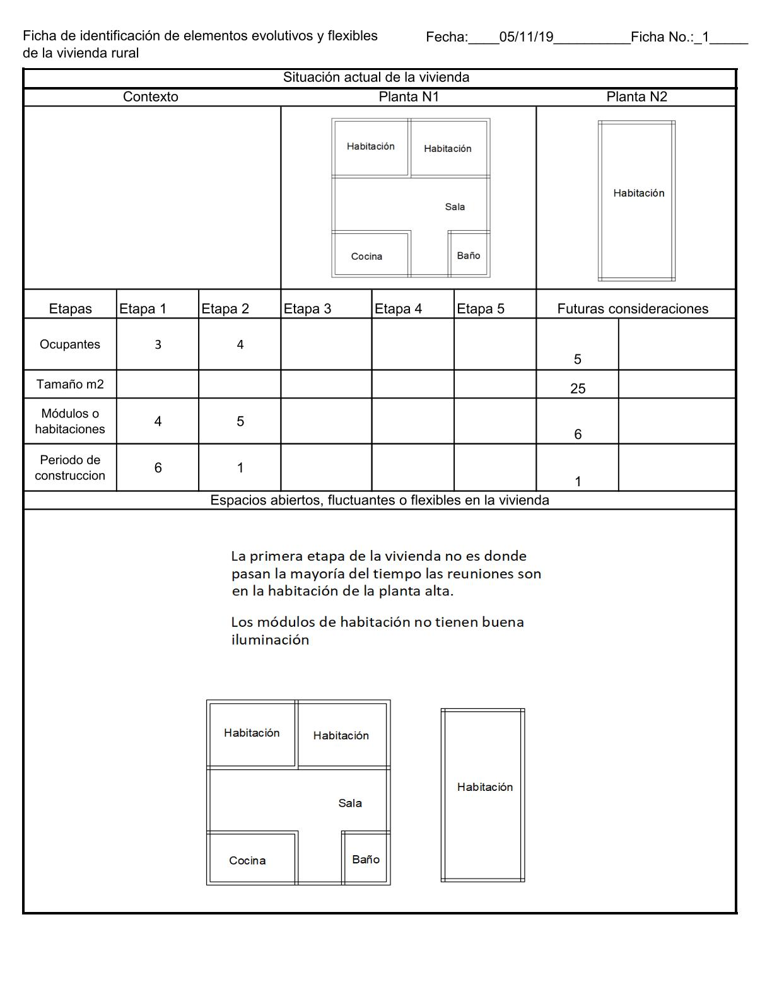 Ficha de identificación de elementos evolutivos y flexibles
de la vivienda rural
Fecha:____05/11/19__________Ficha No.:_1_____
Situación actual de la vivienda
Contexto Planta N1 Planta N2
Habitación Habitación
Sala
Cocina Baño
Habitación
Etapas Etapa 1 Etapa 2 Etapa 3 Etapa 4 Etapa 5 Futuras consideraciones
Ocupantes 3 4 5
Tamaño m2 25
Módulos o
habitaciones 4 5 6
Periodo de
construccion 6 1 1
Espacios abiertos, fluctuantes o flexibles en la vivienda
La primera etapa de la vivienda no es donde
pasan la mayoría del tiempo las reuniones son
en la habitación de la planta alta.
Los módulos de habitación no tienen buena
iluminación
Habitación Habitación
Sala
Cocina Baño
Habitación